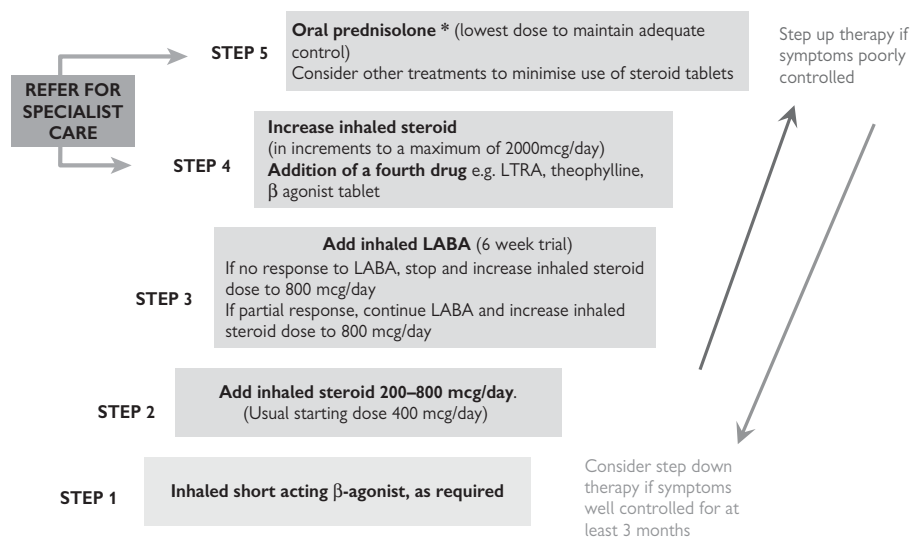 STEP 5
Oral prednisolone * (lowest dose to maintain adequate
control)
Consider other treatments to minimise use of steroid tablets
Step up therapy if
symptoms poorly
controlled
REFER FOR
SPECIALIST
CARE
STEP 4
Increase inhaled steroid
(in increments to a maximum of 2000mcg/day)
Addition of a fourth drug e.g. LTRA, theophylline,
β agonist tablet
STEP 3
Add inhaled LABA (6 week trial)
If no response to LABA, stop and increase inhaled steroid
dose to 800 mcg/day
If partial response, continue LABA and increase inhaled
steroid dose to 800 mcg/day
STEP 2
Add inhaled steroid 200–800 mcg/day.
(Usual starting dose 400 mcg/day)
STEP 1
Inhaled short acting β-agonist, as required
Consider step down
therapy if symptoms
well controlled for at
least 3 months